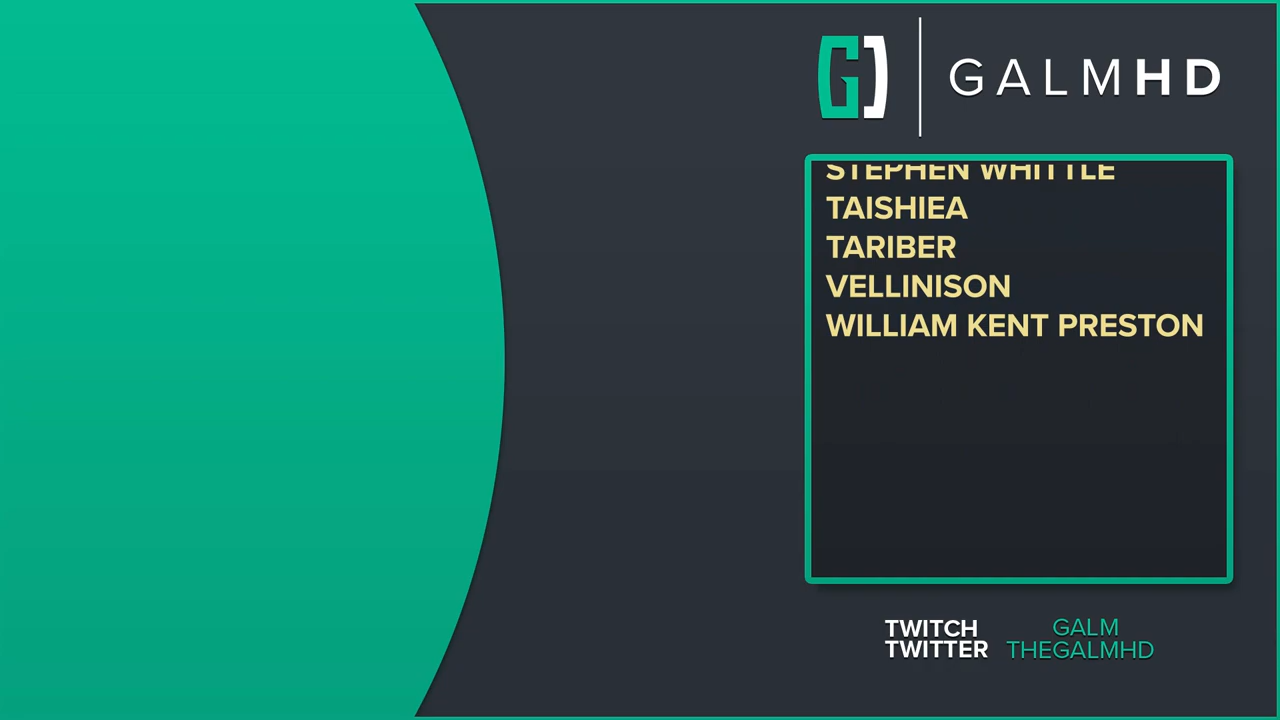 GALMHD
STEPHEN WHITTLE
TAISHIEA
TARIBER
VELLINISON
WILLIAM KENT PRESTON
TWITCH GALM
TWITTER THEGALMHD